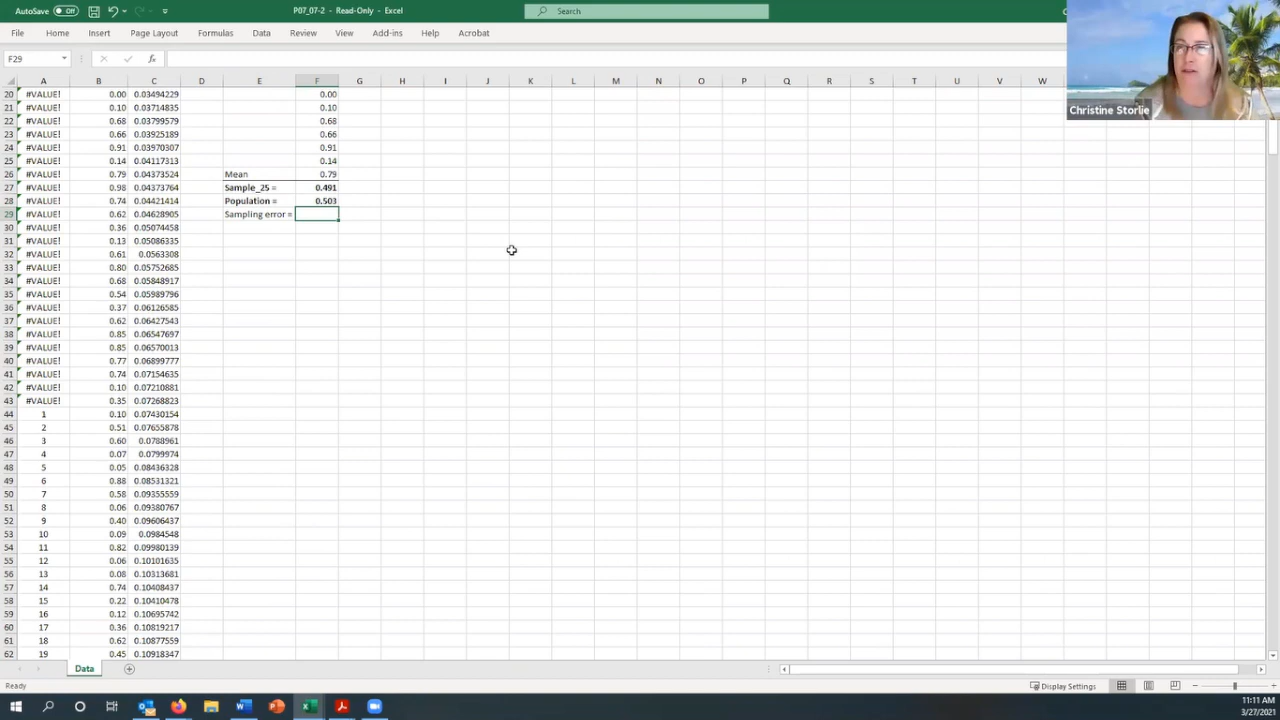 AutoSave Off P07_07-2 - Read-Only - Excel Search
File Home Insert Page Layout Formulas Data Review View Add-ins Help Acrobat
Christine Storlie
F29 fx
A B C D E F G H I J K L M N O P Q R S T U V W
20 #VALUE! 0.00 0.03494229 0.00
21 #VALUE! 0.10 0.03714835 0.10
22 #VALUE! 0.68 0.03799579 0.68
23 #VALUE! 0.66 0.03925189 0.66
24 #VALUE! 0.91 0.03970307 0.91
25 #VALUE! 0.14 0.04117313 0.14
26 #VALUE! 0.79 0.04373524 Mean 0.79
27 #VALUE! 0.98 0.04373764 Sample_25 = 0.491
28 #VALUE! 0.74 0.04421414 Population = 0.503
29 #VALUE! 0.62 0.04628905 Sampling error =
30 #VALUE! 0.36 0.05074458
31 #VALUE! 0.13 0.05086335
32 #VALUE! 0.61 0.0563308
33 #VALUE! 0.80 0.05752685
34 #VALUE! 0.68 0.05848917
35 #VALUE! 0.54 0.05989796
36 #VALUE! 0.37 0.06126585
37 #VALUE! 0.62 0.06427543
38 #VALUE! 0.85 0.06547697
39 #VALUE! 0.85 0.06570013
40 #VALUE! 0.77 0.06899777
41 #VALUE! 0.74 0.07154635
42 #VALUE! 0.10 0.07210881
43 #VALUE! 0.35 0.07268823
44 1 0.10 0.07430154
45 2 0.51 0.07655878
46 3 0.60 0.0788961
47 4 0.07 0.0799974
48 5 0.05 0.08436328
49 6 0.88 0.08531321
50 7 0.58 0.09355559
51 8 0.06 0.09380767
52 9 0.40 0.09606437
53 10 0.09 0.0984548
54 11 0.82 0.09980139
55 12 0.06 0.10101635
56 13 0.08 0.10313681
57 14 0.74 0.10408437
58 15 0.22 0.10410478
59 16 0.12 0.10695742
60 17 0.36 0.10819217
61 18 0.62 0.10877559
62 19 0.45 0.10918347
Data
Ready Display Settings
11:11 AM
3/27/2021